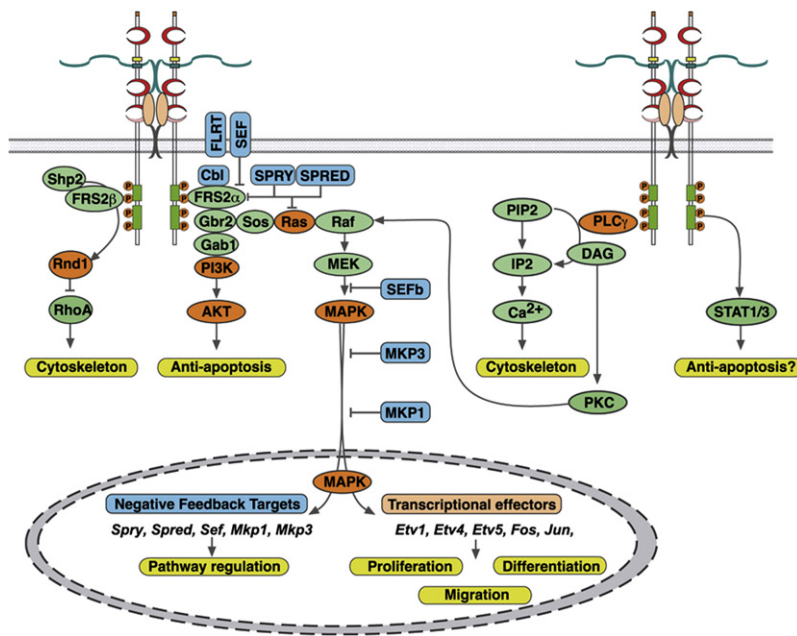 FLRT
SEF
Cbl
SPRY
SPRED
Shp2
FRS2β
P
P
P
P
P
P
P
P
FRS2α
Gbr2
Sos
Ras
Raf
Gab1
Rnd1
PI3K
MEK
SEFb
RhoA
AKT
MAPK
Cytoskeleton
Anti-apoptosis
MKP3
MKP1
PIP2
PLCγ
P
P
P
P
P
P
P
P
IP2
DAG
Ca2+
STAT1/3
Cytoskeleton
Anti-apoptosis?
PKC
MAPK
Negative Feedback Targets
Transcriptional effectors
Spry, Spred, Sef, Mkp1, Mkp3
Etv1, Etv4, Etv5, Fos, Jun,
Pathway regulation
Proliferation
Differentiation
Migration